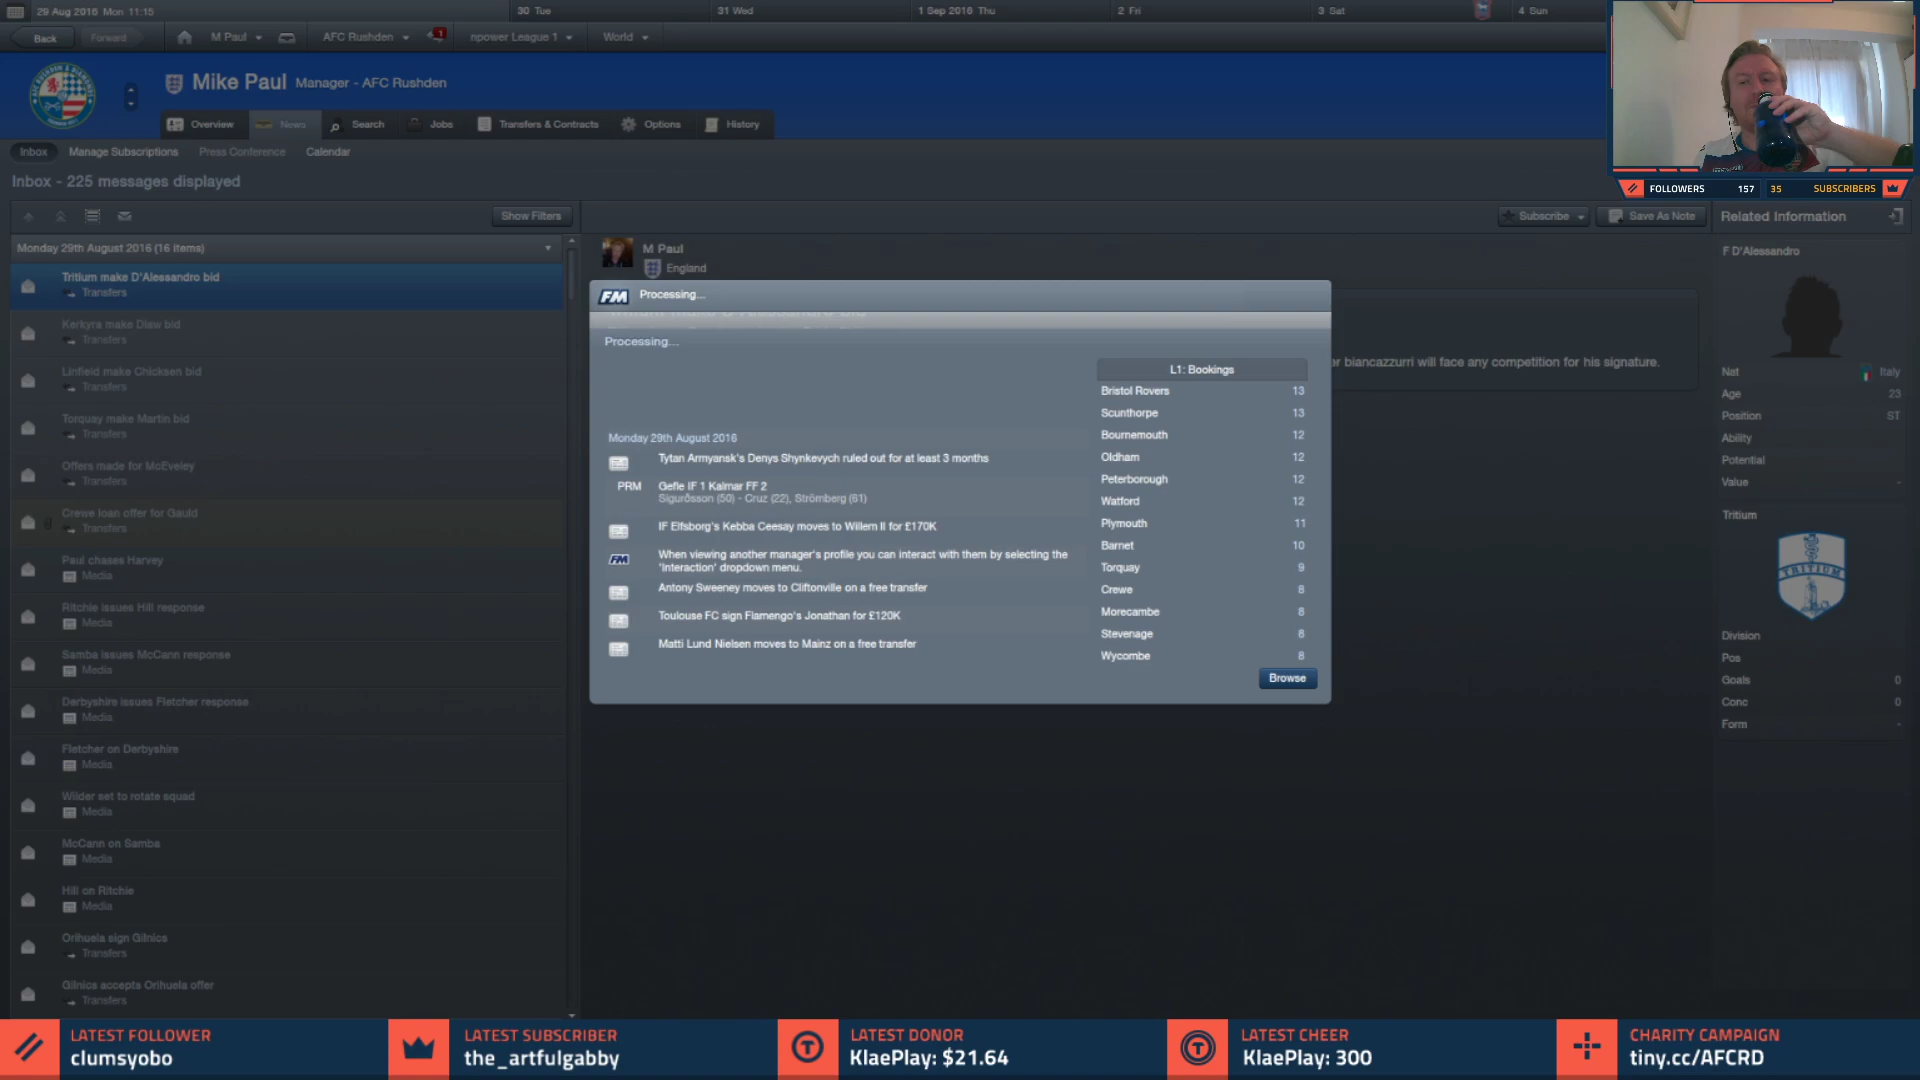 29 Aug 2016 Mon 11:15
30 Tue
31 Wed
1 Sep 2016 Thu
2 Fri
3 Sat
4 Sun
Back
Forward
M Paul
AFC Rushden
1
npower League 1
World
Mike Paul Manager - AFC Rushden
Overview
News
Search
Jobs
Transfers & Contracts
Options
History
Inbox
Manage Subscriptions
Press Conference
Calendar
FOLLOWERS 157
35 SUBSCRIBERS
Inbox - 225 messages displayed
Show Filters
Subscribe
Save As Note
Related Information
Monday 29th August 2016 (16 items)
Tritium make D'Alessandro bid
Transfers
Kerkyra make Diaw bid
Transfers
Linfield make Chicksen bid
Transfers
Torquay make Martin bid
Transfers
Offers made for McEveley
Transfers
Crewe loan offer for Gauld
Transfers
Paul chases Harvey
Media
Ritchie issues Hill response
Media
Samba issues McCann response
Media
Derbyshire issues Fletcher response
Media
Fletcher on Derbyshire
Media
Wilder set to rotate squad
Media
McCann on Samba
Media
Hill on Ritchie
Media
Orihuela sign Gilnios
Transfers
Gilnios accepts Orihuela offer
Transfers
M Paul
England
FM Processing...
Processing...
Monday 29th August 2016
Tytan Armyansk's Denys Shynkevych ruled out for at least 3 months
PRM Gefle IF 1 Kalmar FF 2
Sigurðsson (50) - Cruz (22), Strömberg (61)
IF Elfsborg's Kebba Ceesay moves to Willem II for £170K
FM When viewing another manager's profile you can interact with them by selecting the
'Interaction' dropdown menu.
Antony Sweeney moves to Cliftonville on a free transfer
Toulouse FC sign Flamengo's Jonathan for £120K
Matti Lund Nielsen moves to Mainz on a free transfer
L1: Bookings
Bristol Rovers 13
Scunthorpe 13
Bournemouth 12
Oldham 12
Peterborough 12
Watford 12
Plymouth 11
Barnet 10
Torquay 9
Crewe 8
Morecambe 8
Stevenage 8
Wycombe 8
Browse
r biancazzurri will face any competition for his signature.
F D'Alessandro
Nat Italy
Age 23
Position ST
Ability
Potential
Value -
Tritium
TRITIUM
Division
Pos
Goals 0
Conc 0
Form -
LATEST FOLLOWER
clumsyobo
LATEST SUBSCRIBER
the_artfulgabby
LATEST DONOR
KlaePlay: $21.64
LATEST CHEER
KlaePlay: 300
CHARITY CAMPAIGN
tiny.cc/AFCRD